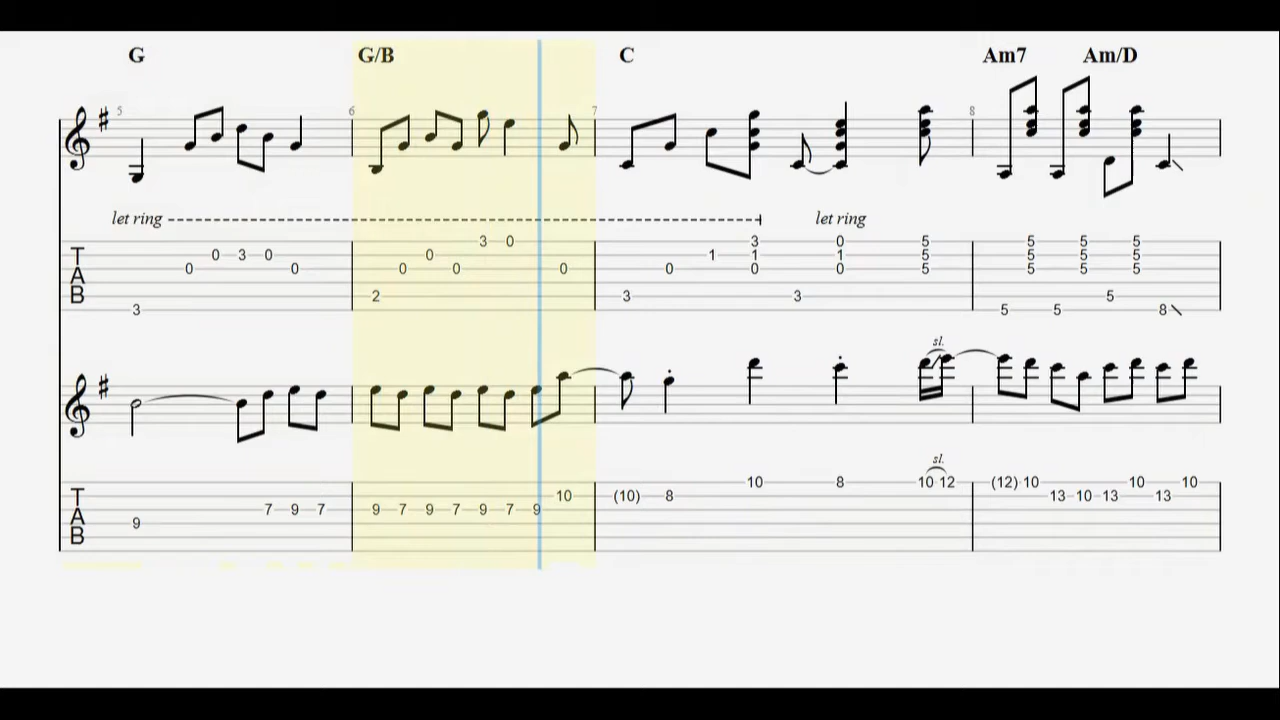 G G/B C Am7 Am/D
5 6 7 8
let ring let ring
3 0 3 0 5 5 5 5
T 0 3 0 0 1 1 1 5 5 5
A 0 0 0 0 0 0 0 0 5 5 5 5
B 2 3 3 5
3 5 5 8
sl.
sl.
10 8 10 12 (12) 10 10 10
T 10 (10) 8 13 10 13 13
7 9 7 9 7 9 7 9 7 9
A 9
B